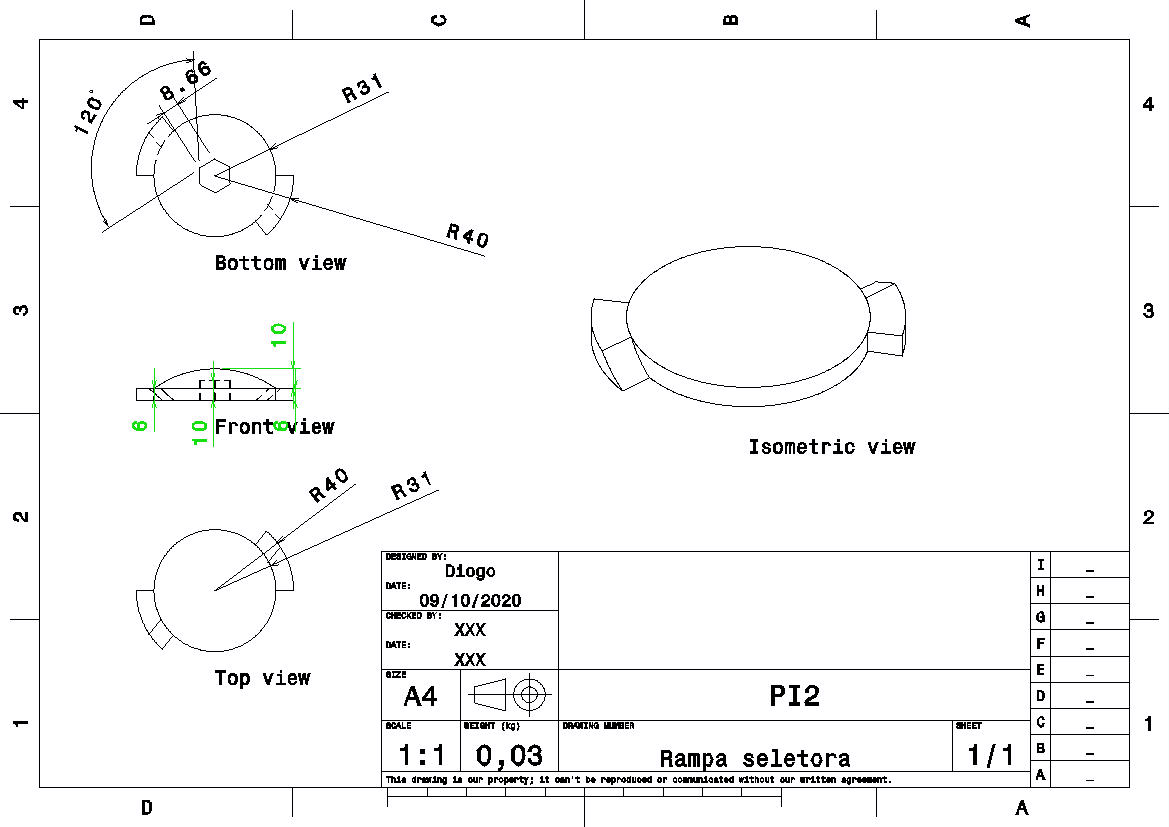 D C B A
4 4
120°
8.66
R31
R40
Bottom view
3 3
10
6
10
6
Front view
Isometric view
2 2
R40
R31
Top view
DESIGNED BY:
Diogo
DATE:
09/10/2020
CHECKED BY:
XXX
DATE:
XXX
SIZE
A4
PI2
SCALE
1:1
WEIGHT (kg)
0,03
DRAWING NUMBER
Rampa seletora
SHEET
1/1
This drawing is our property; it can't be reproduced or communicated without our written agreement.
I _
H _
G _
F _
E _
D _
C _
B _
A _
1 1
D A